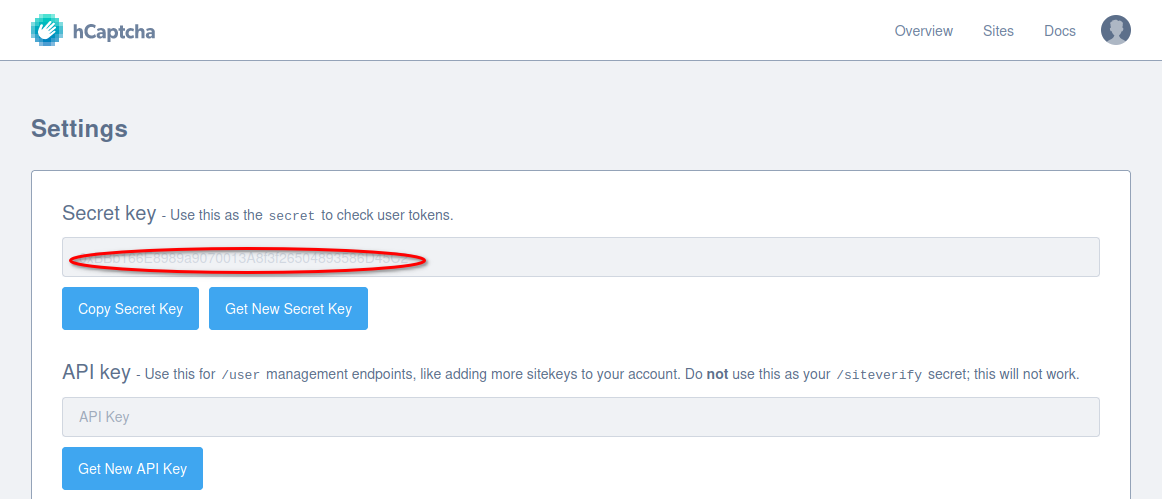 hCaptcha
Overview Sites Docs
Settings
Secret key - Use this as the secret to check user tokens.
Copy Secret Key Get New Secret Key
API key - Use this for /user management endpoints, like adding more sitekeys to your account. Do not use this as your /siteverify secret; this will not work.
API Key
Get New API Key